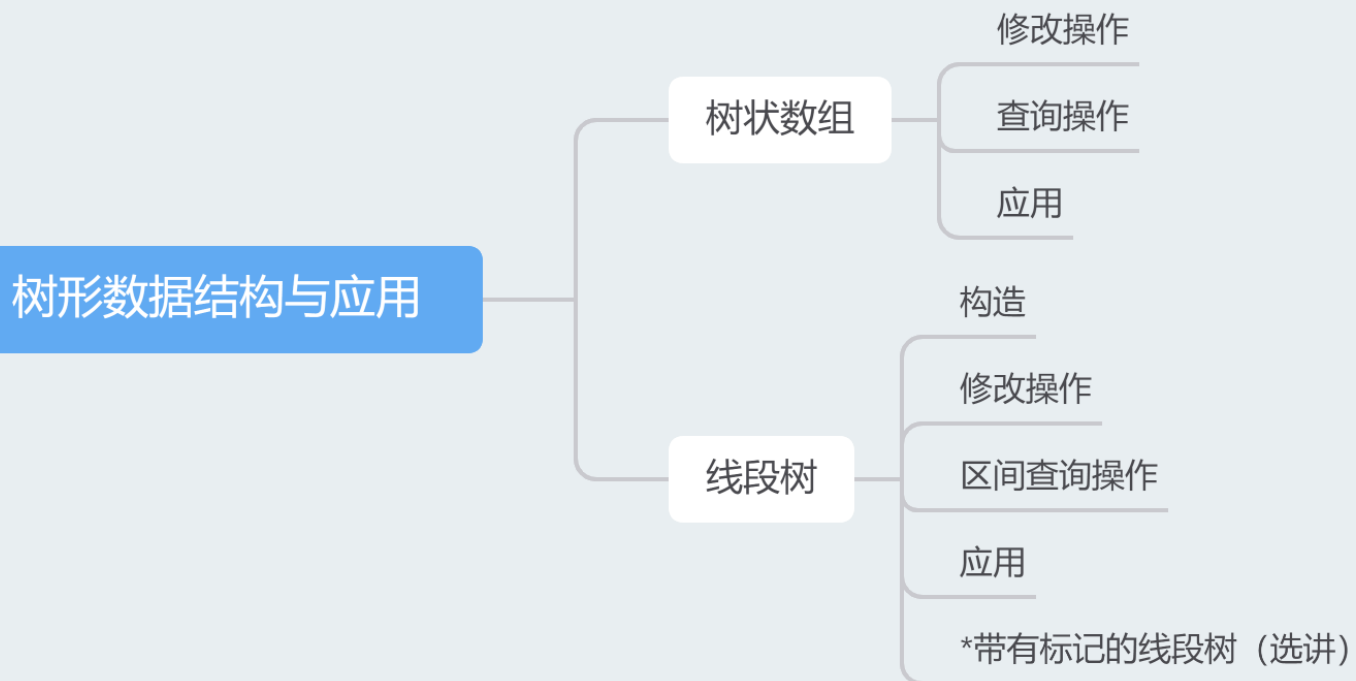 树形数据结构与应用
树状数组
修改操作
查询操作
应用
线段树
构造
修改操作
区间查询操作
应用
*带有标记的线段树（选讲）